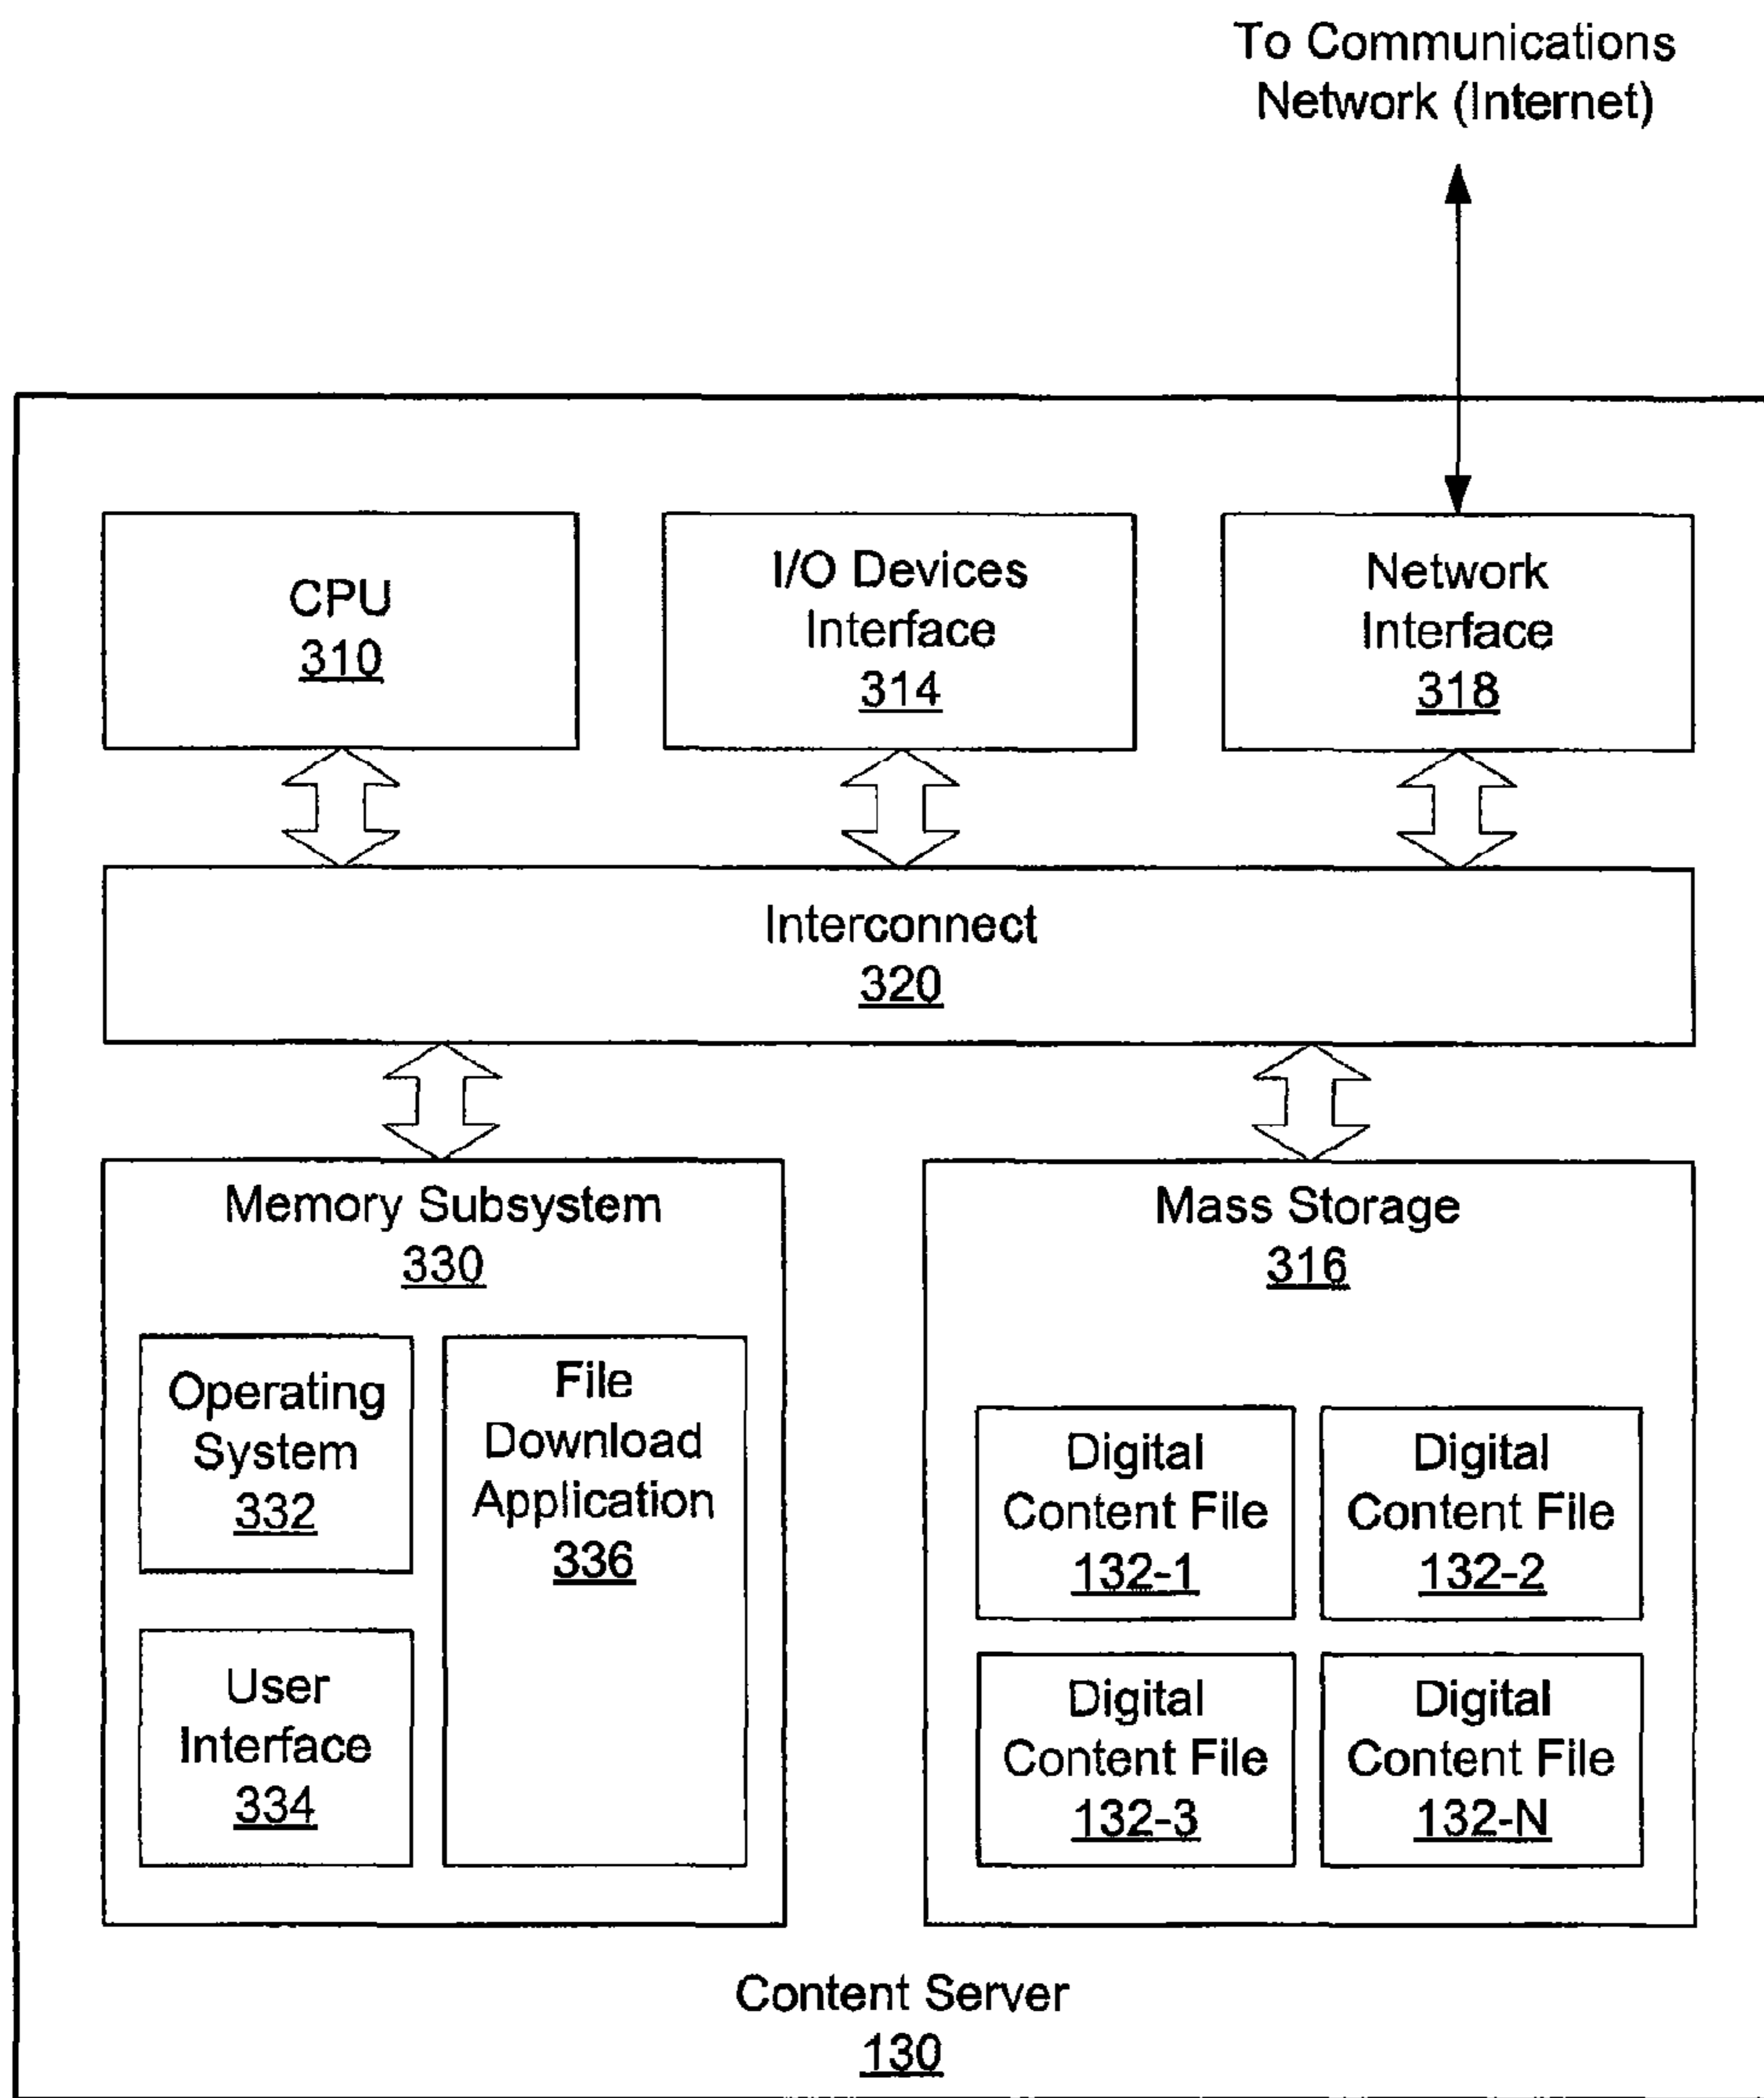 To Communications
Network (Internet)
CPU
310
I/O Devices
Interface
314
Network
Interface
318
Interconnect
320
Memory Subsystem
330
Operating
System
332
User
Interface
334
File
Download
Application
336
Mass Storage
316
Digital
Content File
132-1
Digital
Content File
132-2
Digital
Content File
132-3
Digital
Content File
132-N
Content Server
130